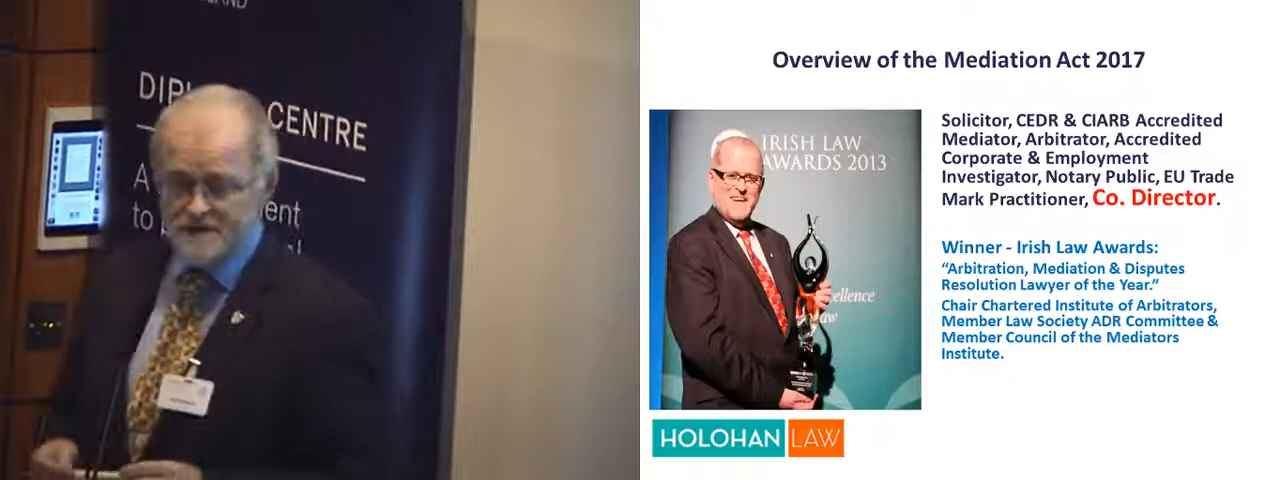 LAND
DIP CENTRE
A
to ent
Overview of the Mediation Act 2017
IRISH LAW
AWARDS 2013
Solicitor, CEDR & CIARB Accredited
Mediator, Arbitrator, Accredited
Corporate & Employment
Investigator, Notary Public, EU Trade
Mark Practitioner, Co. Director.
Winner - Irish Law Awards:
“Arbitration, Mediation & Disputes
Resolution Lawyer of the Year.”
Chair Chartered Institute of Arbitrators,
Member Law Society ADR Committee &
Member Council of the Mediators
Institute.
HOLOHAN LAW